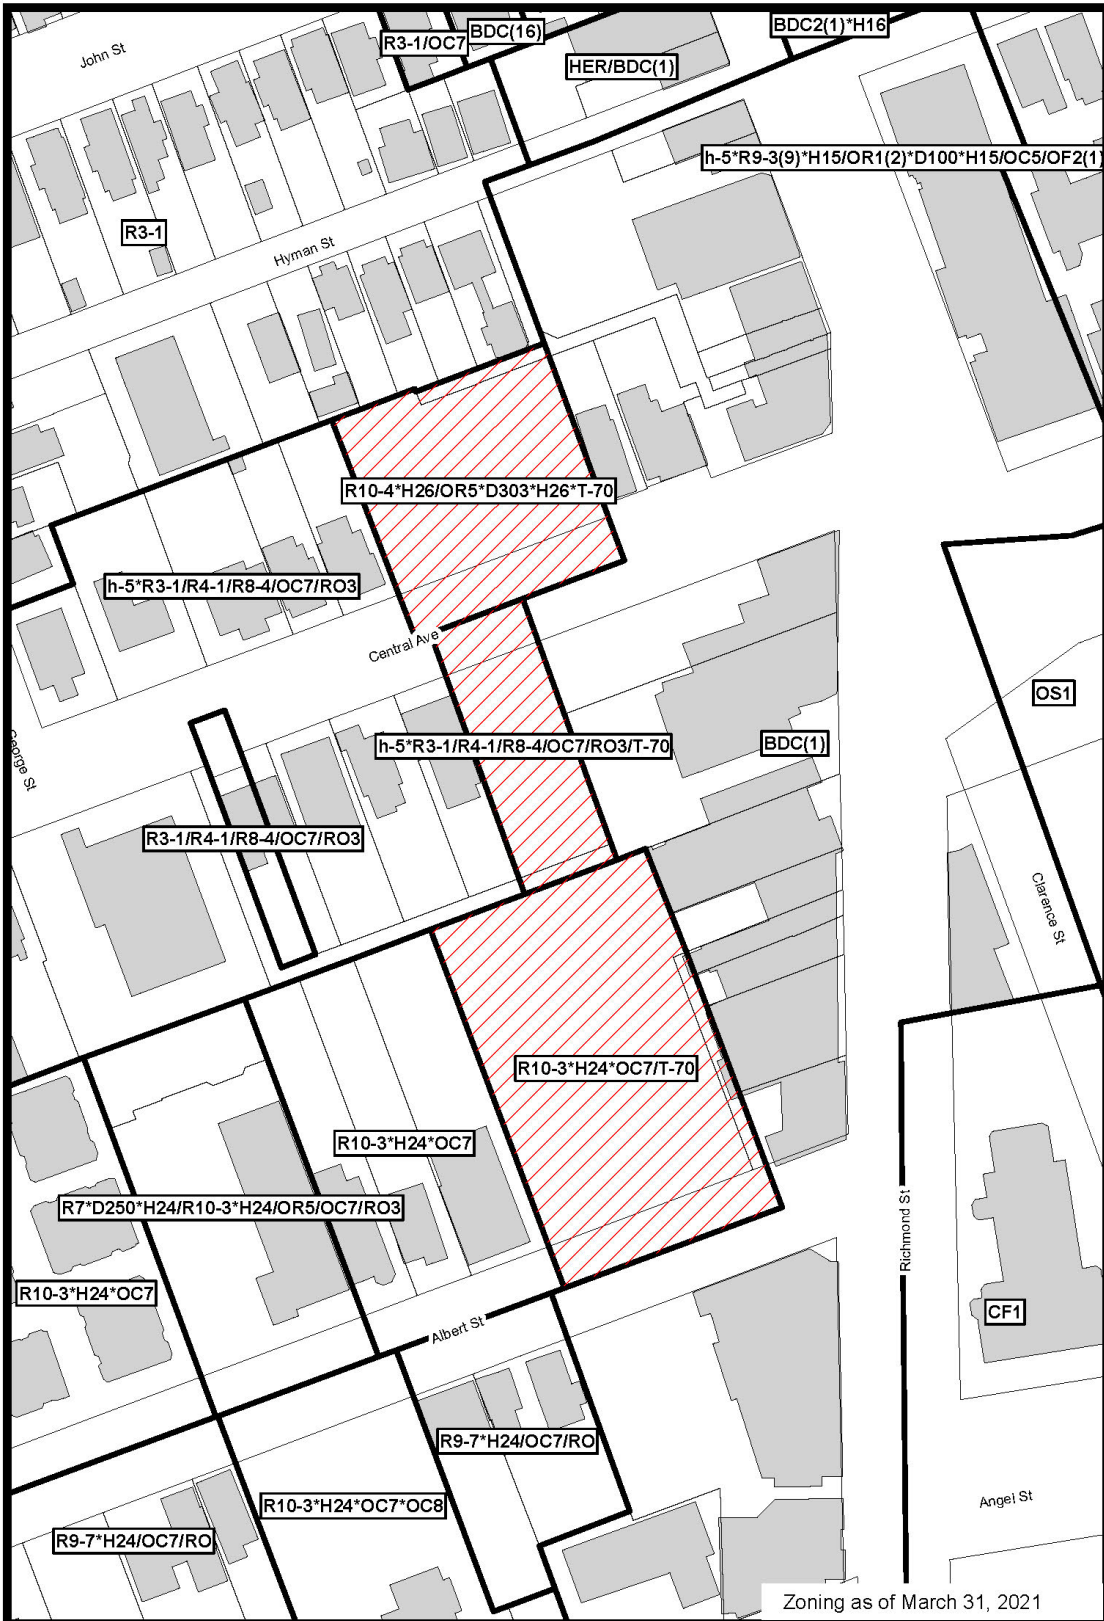 John St
R3-1/OC7
BDC(16)
BDC2(1)*H16
HER/BDC(1)
h-5*R9-3(9)*H15/OR1(2)*D100*H15/OC5/OF2(1)
R3-1
Hyman St
R10-4*H26/OR5*D303*H26*T-70
h-5*R3-1/R4-1/R8-4/OC7/RO3
Central Ave
OS1
George St
h-5*R3-1/R4-1/R8-4/OC7/RO3/T-70
BDC(1)
R3-1/R4-1/R8-4/OC7/RO3
Clarence St
R10-3*H24*OC7/T-70
R10-3*H24*OC7
R7*D250*H24/R10-3*H24/OR5/OC7/RO3
Richmond St
R10-3*H24*OC7
CF1
Albert St
R9-7*H24/OC7/RO
R10-3*H24*OC7*OC8
Angel St
R9-7*H24/OC7/RO
Zoning as of March 31, 2021